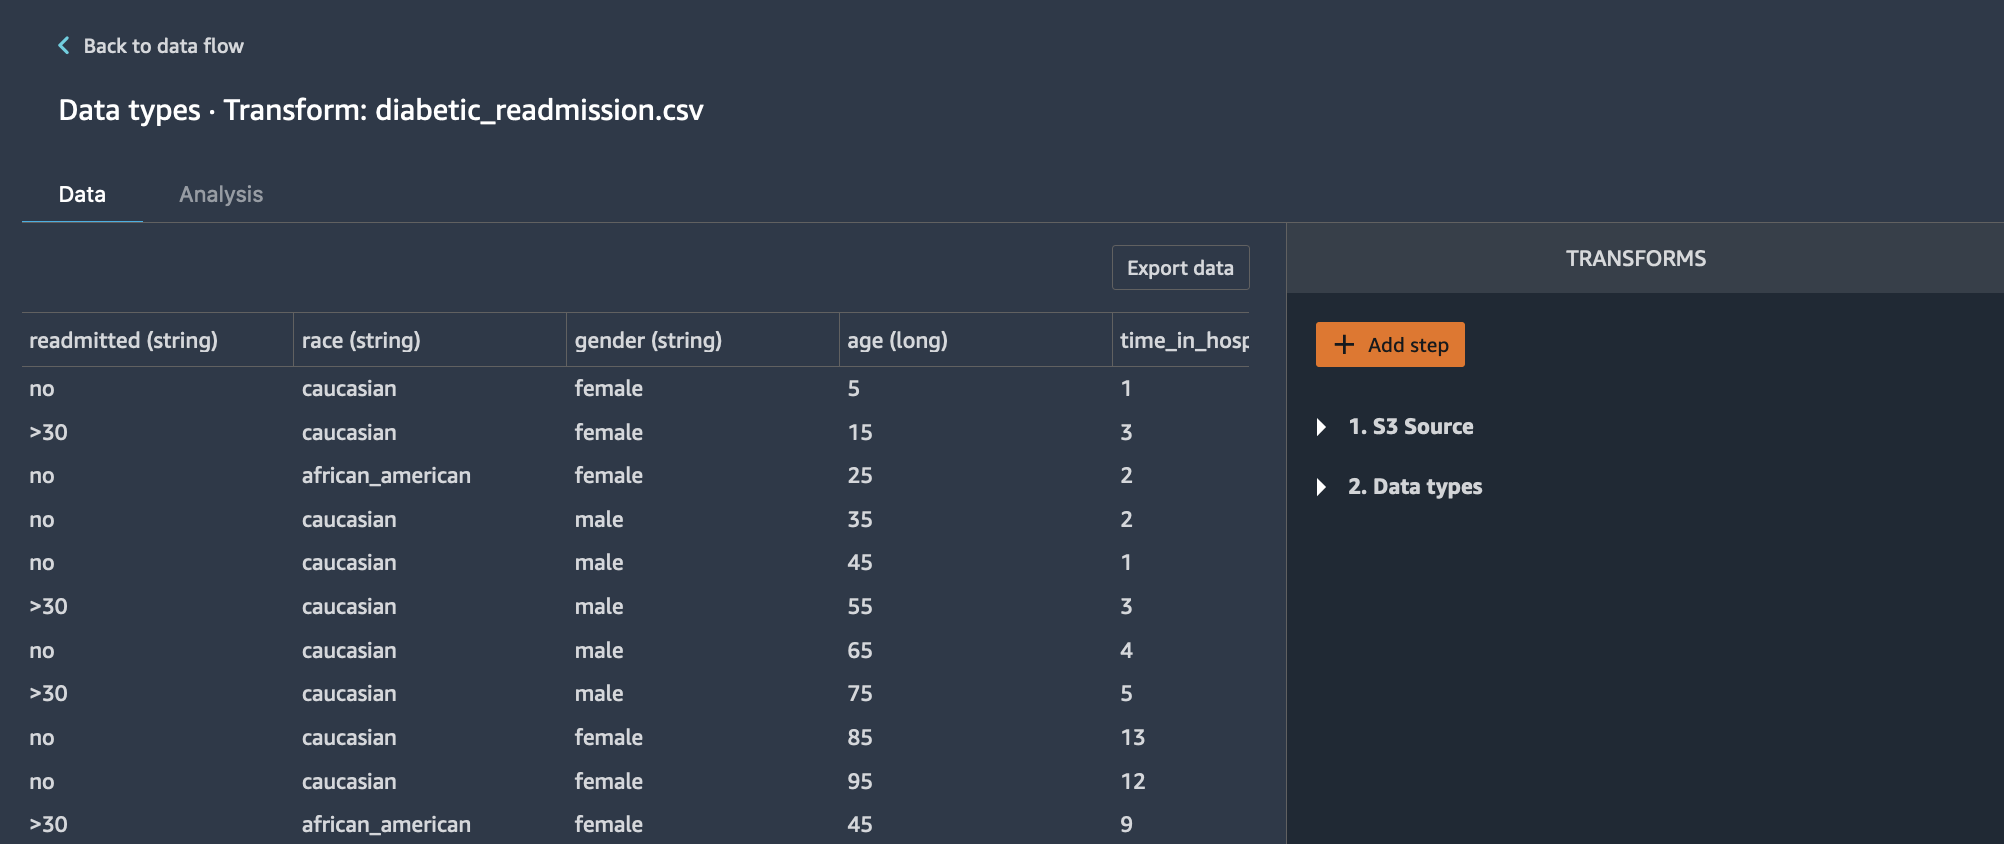 Back to data flow
Data types · Transform: diabetic_readmission.csv
Data Analysis
Export data
readmitted (string) race (string) gender (string) age (long) time_in_hosp
no caucasian female 5 1
>30 caucasian female 15 3
no african_american female 25 2
no caucasian male 35 2
no caucasian male 45 1
>30 caucasian male 55 3
no caucasian male 65 4
>30 caucasian male 75 5
no caucasian female 85 13
no caucasian female 95 12
>30 african_american female 45 9
TRANSFORMS
+ Add step
1. S3 Source
2. Data types